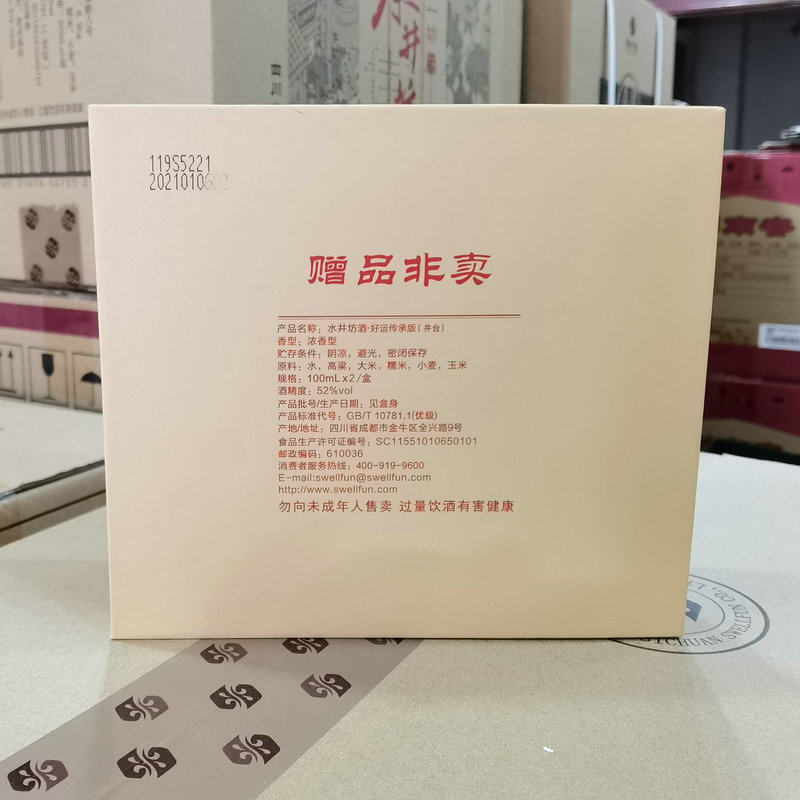 119S5221
2021010
赠品非卖
产品名称：水井坊酒·好运传承版(井台)
香型：浓香型
贮存条件：阴凉，避光，密闭保存
原料：水，高粱，大米，糯米，小麦，玉米
规格：100mL x 2/盒
酒精度：52%vol
产品批号/生产日期：见盒身
产品标准代号：GB/T 10781.1(优级)
产地/地址：四川省成都市金牛区全兴路9号
食品生产许可证编号：SC11551010650101
邮政编码：610036
消费者服务热线：400-919-9600
E-mail:swellfun@swellfun.com
http://www.swellfun.com
勿向未成年人售卖 过量饮酒有害健康